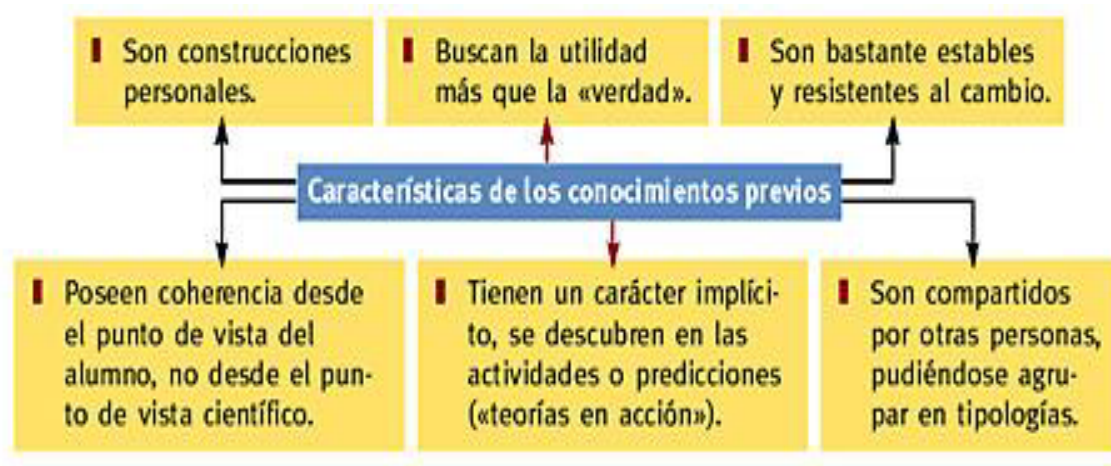 Son construcciones
personales.
Buscan la utilidad
más que la «verdad».
Son bastante estables
y resistentes al cambio.
Características de los conocimientos previos
Poseen coherencia desde
el punto de vista del
alumno, no desde el pun-
to de vista científico.
Tienen un carácter implíci-
to, se descubren en las
actividades o predicciones
(«teorías en acción»).
Son compartidos
por otras personas,
pudiéndose agru-
par en tipologías.